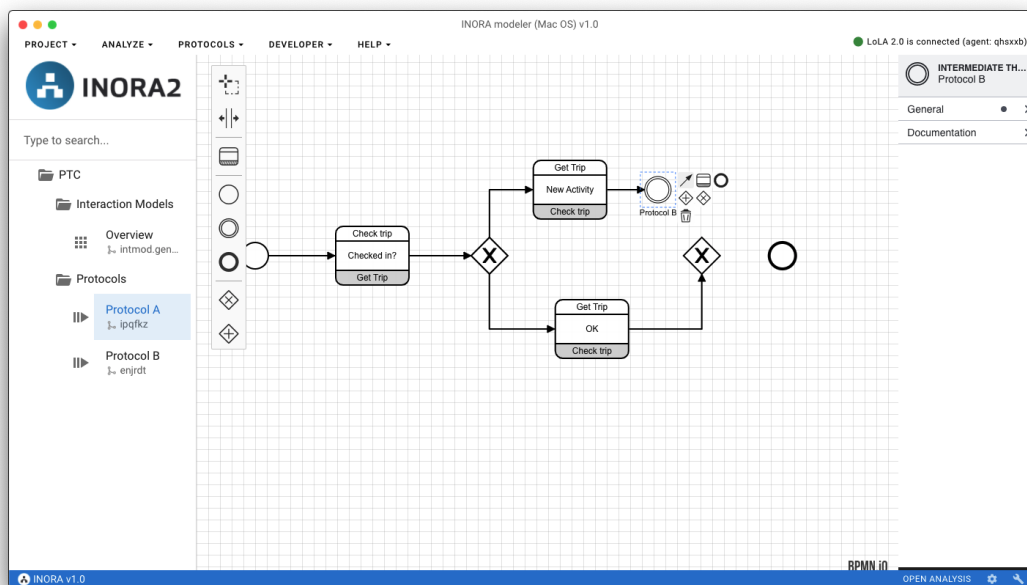 INORA modeler (Mac OS) v1.0
PROJECT
ANALYZE
PROTOCOLS
DEVELOPER
HELP
LoLA 2.0 is connected (agent: qhsxxb)
INORA2
Type to search...
PTC
Interaction Models
Overview
intmod.gen...
Protocols
Protocol A
ipqfkz
Protocol B
enjrdt
Check trip
Checked in?
Get Trip
X
Get Trip
New Activity
Check trip
Protocol B
Get Trip
OK
Check trip
X
INTERMEDIATE TH...
Protocol B
General
Documentation
BPMN.iO
INORA v1.0
OPEN ANALYSIS